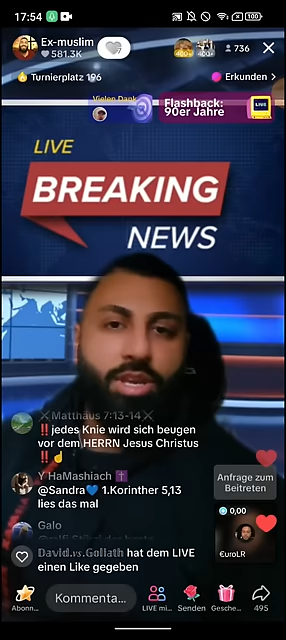 17:54
100
Ex-muslim
581.3K
400+
400+
736
Turnierplatz 196
Erkunden >
Vielen Dank
Flashback:
90er Jahre
LIVE
LIVE
BREAKING
NEWS
Matthäus 7:13-14
‼️jedes Knie wird sich beugen
vor dem HERRN Jesus Christus
‼️☝️
Y HaMashiach ✝️
@Sandra💙 1.Korinther 5,13
lies das mal
Anfrage zum
Beitreten
0,00
€uroLR
Galo
David.vs.Goliath hat dem LIVE
einen Like gegeben
Abonn...
Kommenta...
LIVE mi...
Senden
Gesche...
495